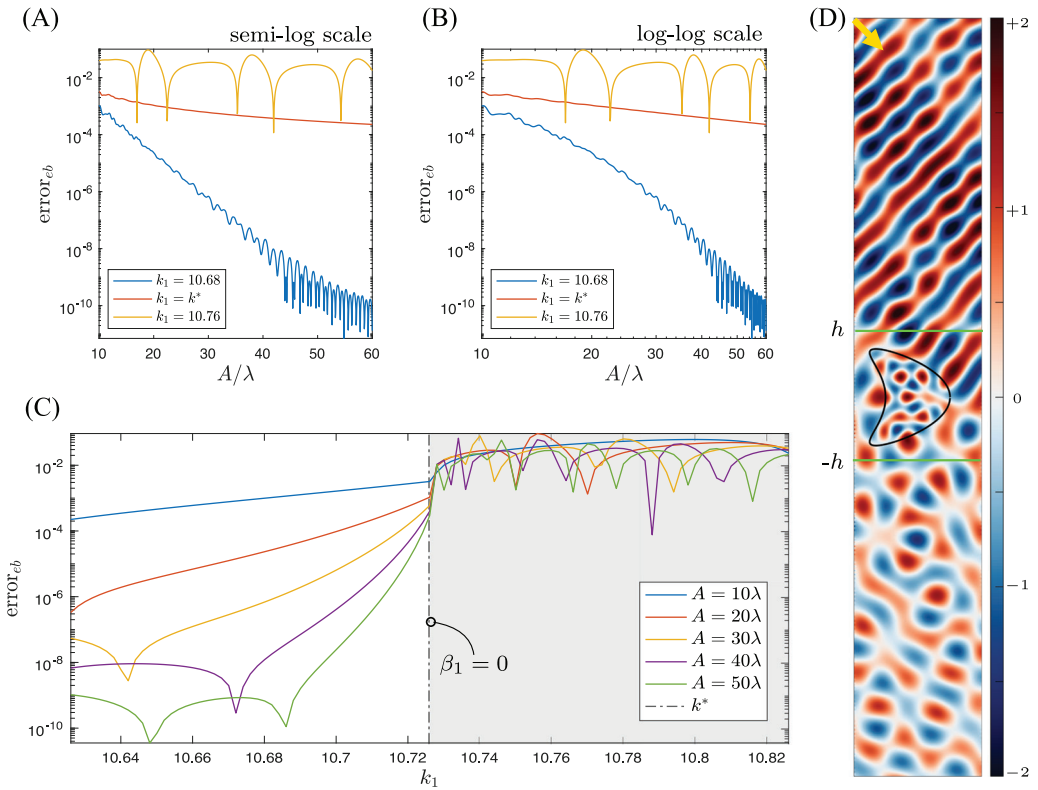 (A)
semi-log scale
10^-2
10^-4
10^-6
10^-8
10^-10
error_eb
k_1 = 10.68
k_1 = k*
k_1 = 10.76
10 20 30 40 50 60
A/λ
(B)
log-log scale
10^-2
10^-4
10^-6
10^-8
10^-10
error_eb
k_1 = 10.68
k_1 = k*
k_1 = 10.76
10 20 30 40 50 60
A/λ
(C)
10^-2
10^-4
10^-6
10^-8
10^-10
error_eb
β_1 = 0
A = 10λ
A = 20λ
A = 30λ
A = 40λ
A = 50λ
k*
10.64 10.66 10.68 10.7 10.72 10.74 10.76 10.78 10.8 10.82
k_1
(D)
h
-h
+2
+1
0
−1
−2